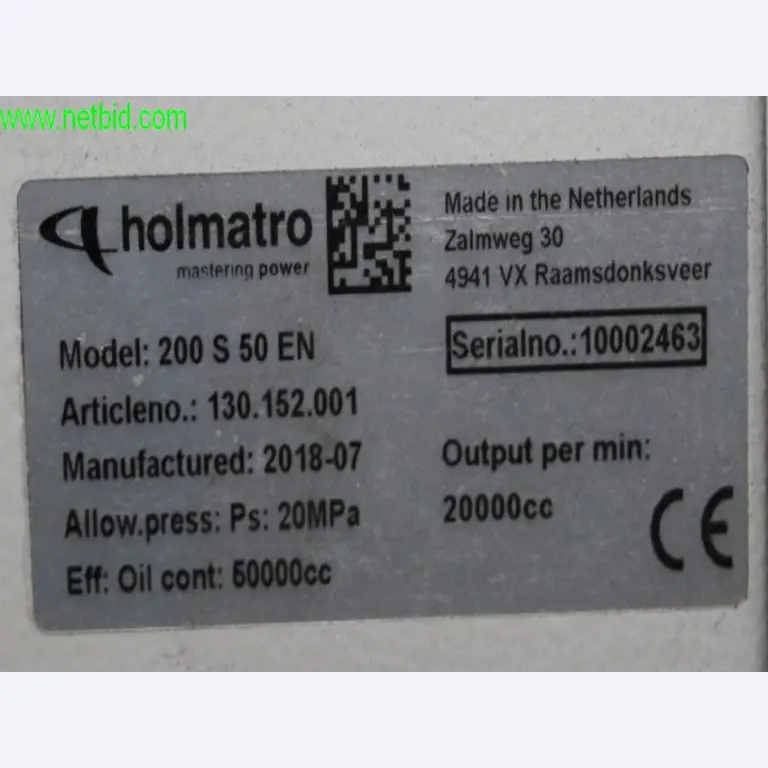 www.netbid.com
holmatro
mastering power
Made in the Netherlands
Zalmweg 30
4941 VX Raamsdonksveer
Model: 200 S 50 EN
Serialno.:10002463
Articleno.: 130.152.001
Manufactured: 2018-07
Output per min:
Allow.press: Ps: 20MPa
20000cc
Eff: Oil cont: 50000cc
CE